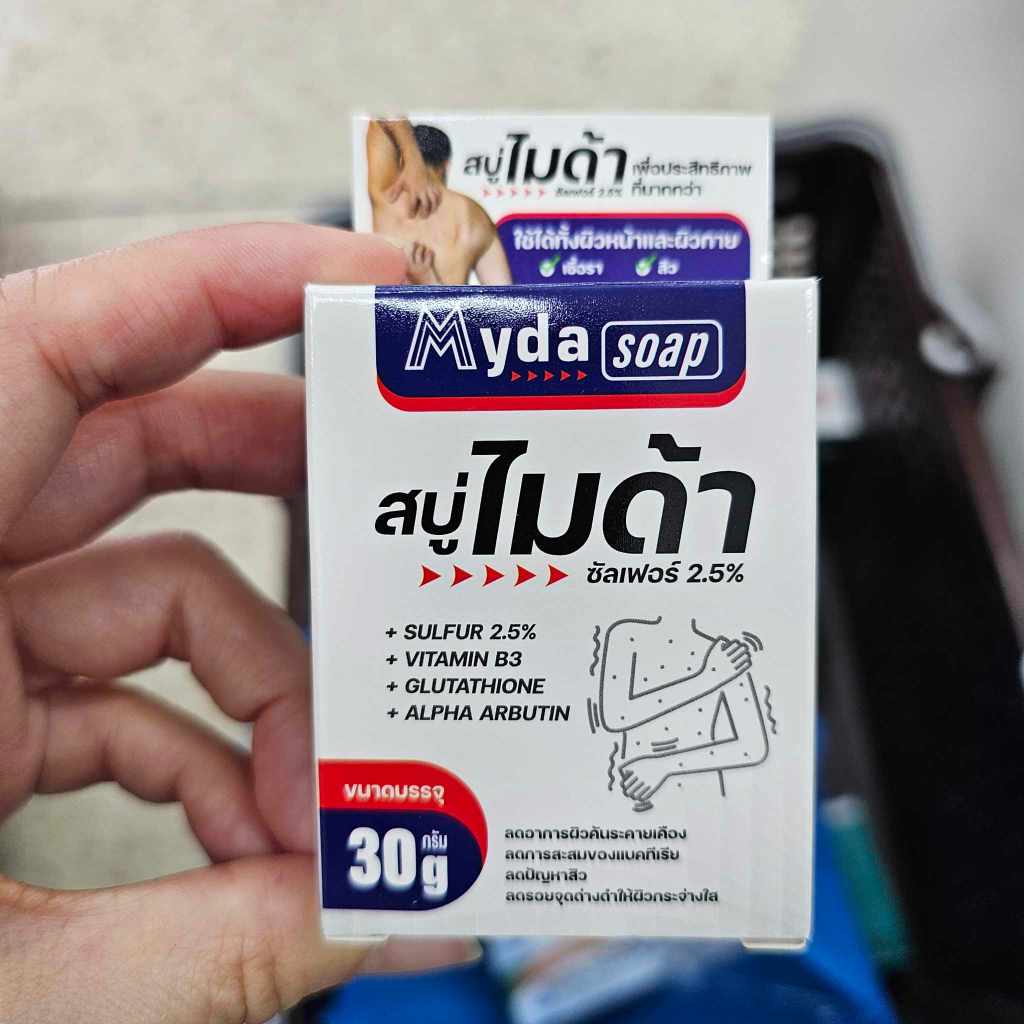 สบู่ไมด้า เพื่อประสิทธิภาพ
ซัลเฟอร์ 2.5% ที่มากกว่า
ใช้ได้ทั้งผิวหน้าและผิวกาย
เชื้อรา สิว
Myda soap
สบู่ไมด้า
ซัลเฟอร์ 2.5%
+ SULFUR 2.5%
+ VITAMIN B3
+ GLUTATHIONE
+ ALPHA ARBUTIN
ขนาดบรรจุ
30 กรัม
g
ลดอาการผิวคันระคายเคือง
ลดการสะสมของแบคทีเรีย
ลดปัญหาสิว
ลดรอยจุดด่างดำให้ผิวกระจ่างใส